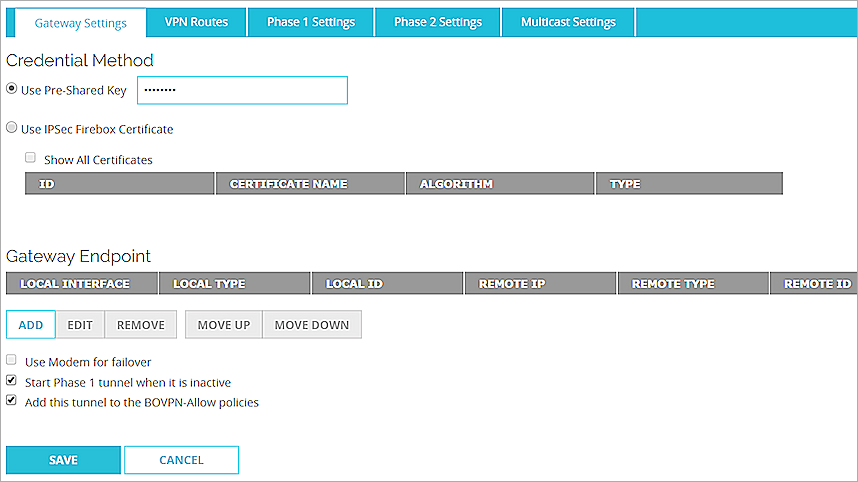 Gateway Settings VPN Routes Phase 1 Settings Phase 2 Settings Multicast Settings
Credential Method
Use Pre-Shared Key ••••••••
Use IPSec Firebox Certificate
Show All Certificates
ID CERTIFICATE NAME ALGORITHM TYPE
Gateway Endpoint
LOCAL INTERFACE LOCAL TYPE LOCAL ID REMOTE IP REMOTE TYPE REMOTE ID
ADD EDIT REMOVE MOVE UP MOVE DOWN
Use Modem for failover
Start Phase 1 tunnel when it is inactive
Add this tunnel to the BOVPN-Allow policies
SAVE CANCEL